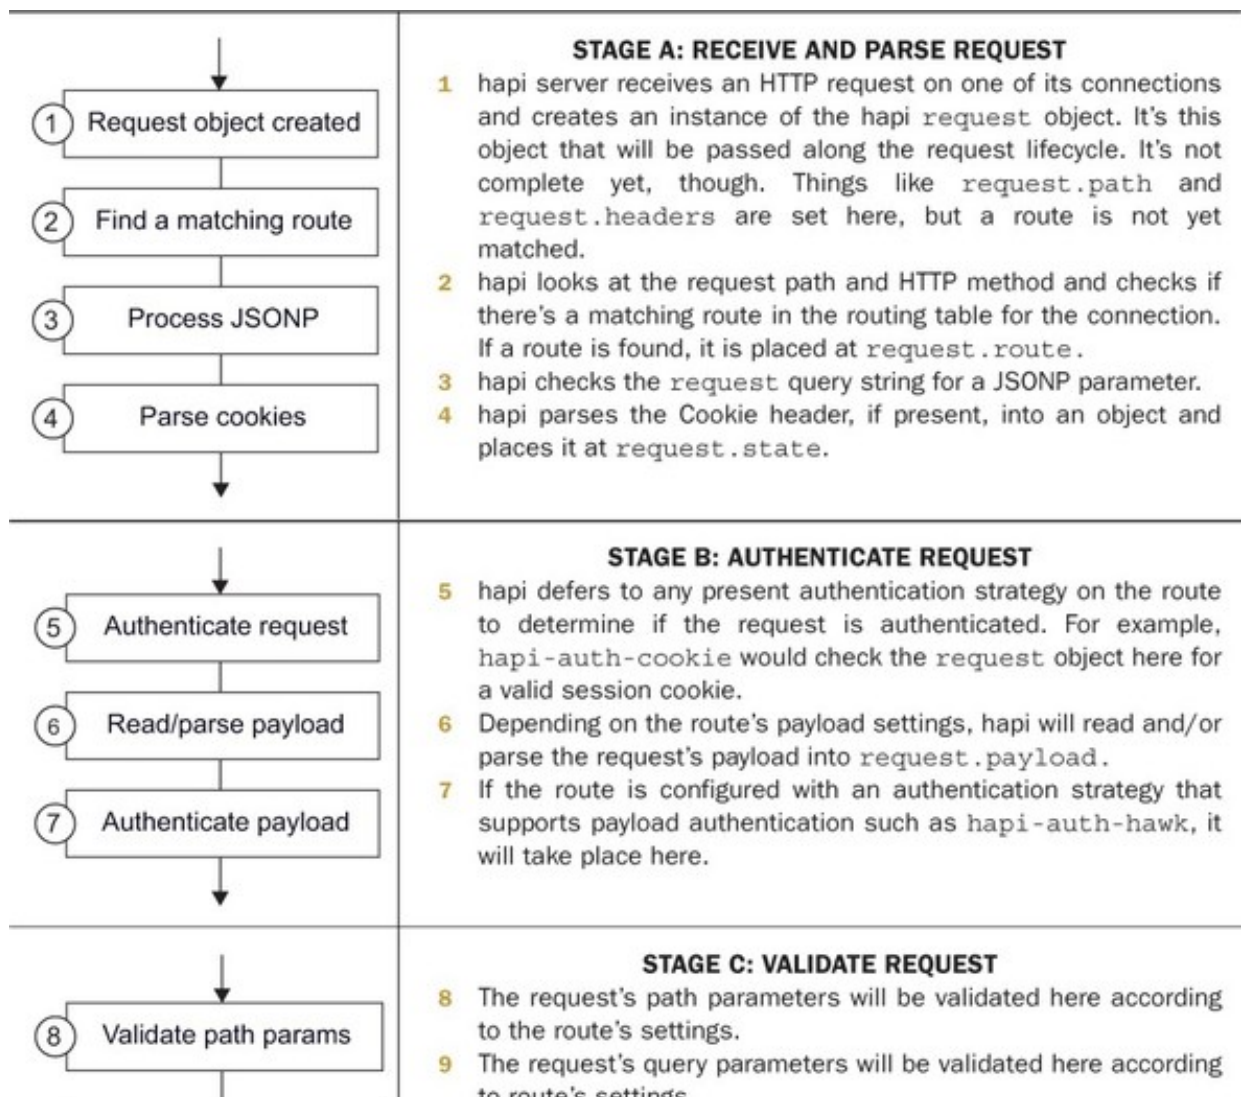 STAGE A: RECEIVE AND PARSE REQUEST
1 Request object created
2 Find a matching route
3 Process JSONP
4 Parse cookies
1 hapi server receives an HTTP request on one of its connections
and creates an instance of the hapi request object. It's this
object that will be passed along the request lifecycle. It's not
complete yet, though. Things like request.path and
request.headers are set here, but a route is not yet
matched.
2 hapi looks at the request path and HTTP method and checks if
there's a matching route in the routing table for the connection.
If a route is found, it is placed at request.route.
3 hapi checks the request query string for a JSONP parameter.
4 hapi parses the Cookie header, if present, into an object and
places it at request.state.
STAGE B: AUTHENTICATE REQUEST
5 Authenticate request
6 Read/parse payload
7 Authenticate payload
5 hapi defers to any present authentication strategy on the route
to determine if the request is authenticated. For example,
hapi-auth-cookie would check the request object here for
a valid session cookie.
6 Depending on the route's payload settings, hapi will read and/or
parse the request's payload into request.payload.
7 If the route is configured with an authentication strategy that
supports payload authentication such as hapi-auth-hawk, it
will take place here.
STAGE C: VALIDATE REQUEST
8 Validate path params
8 The request's path parameters will be validated here according
to the route's settings.
9 The request's query parameters will be validated here according
to route's settings.